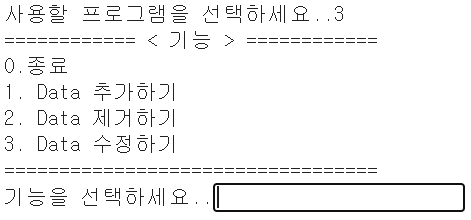 사용할 프로그램을 선택하세요..3
============ < 기능 > ============
0.종료
1. Data 추가하기
2. Data 제거하기
3. Data 수정하기
==================================
기능을 선택하세요..